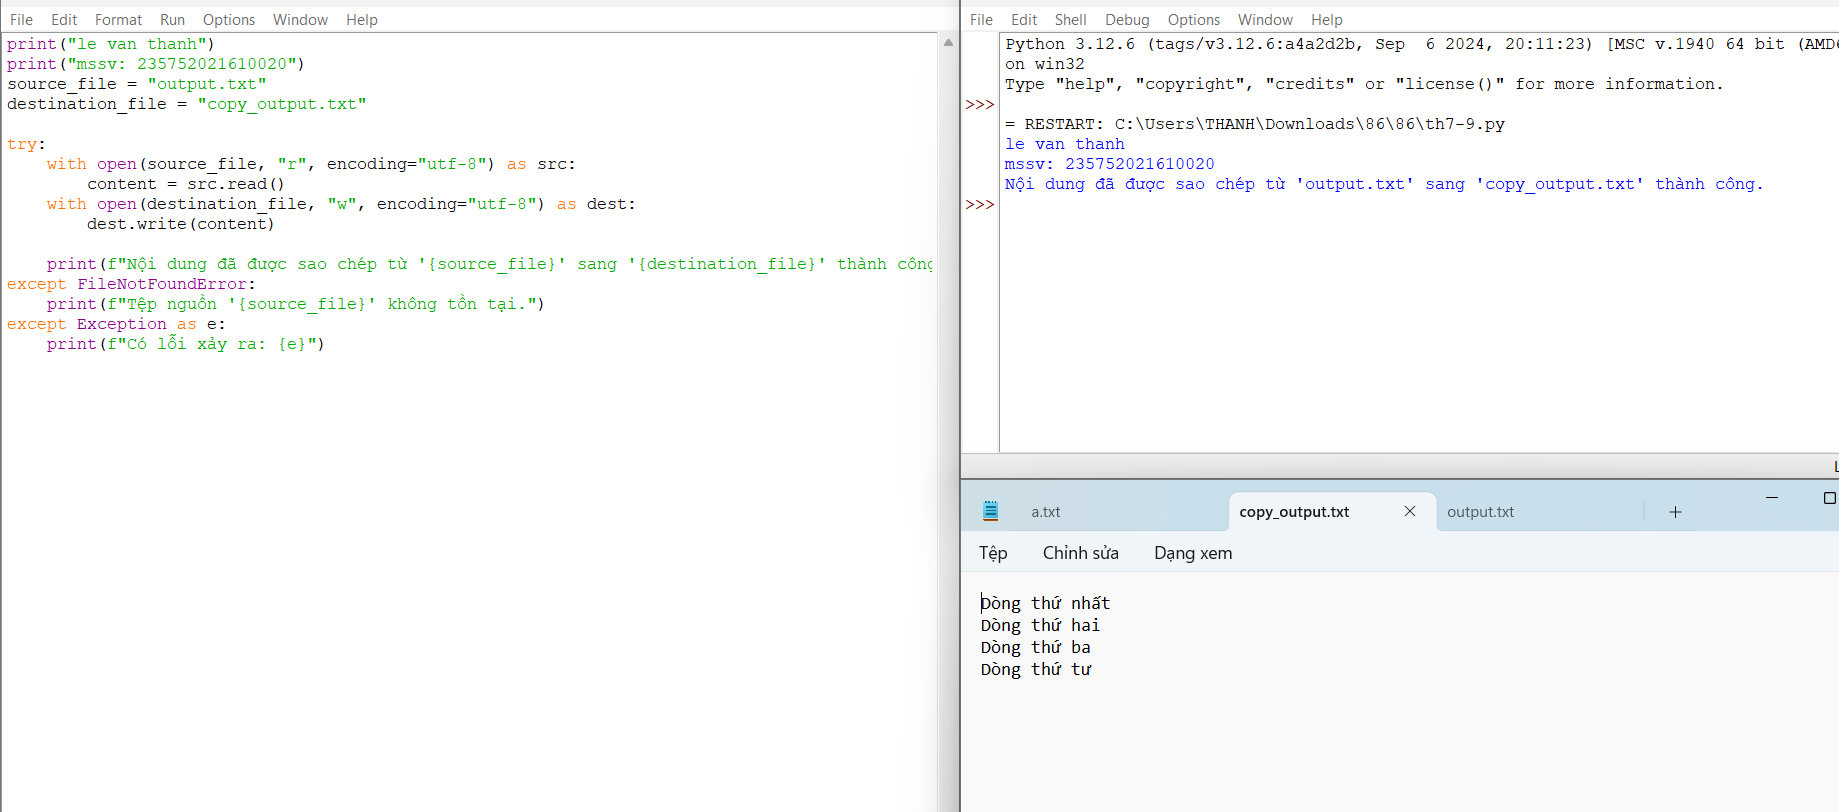 File Edit Format Run Options Window Help
print("le van thanh")
print("mssv: 235752021610020")
source_file = "output.txt"
destination_file = "copy_output.txt"
try:
    with open(source_file, "r", encoding="utf-8") as src:
        content = src.read()
    with open(destination_file, "w", encoding="utf-8") as dest:
        dest.write(content)
    print(f"Nội dung đã được sao chép từ '{source_file}' sang '{destination_file}' thành công
except FileNotFoundError:
    print(f"Tệp nguồn '{source_file}' không tồn tại.")
except Exception as e:
    print(f"Có lỗi xảy ra: {e}")
File Edit Shell Debug Options Window Help
Python 3.12.6 (tags/v3.12.6:a4a2d2b, Sep  6 2024, 20:11:23) [MSC v.1940 64 bit (AMD6
on win32
Type "help", "copyright", "credits" or "license()" for more information.
>>>
= RESTART: C:\Users\THANH\Downloads\86\86\th7-9.py
le van thanh
mssv: 235752021610020
Nội dung đã được sao chép từ 'output.txt' sang 'copy_output.txt' thành công.
>>>
a.txt copy_output.txt output.txt
Tệp Chỉnh sửa Dạng xem
Dòng thứ nhất
Dòng thứ hai
Dòng thứ ba
Dòng thứ tư